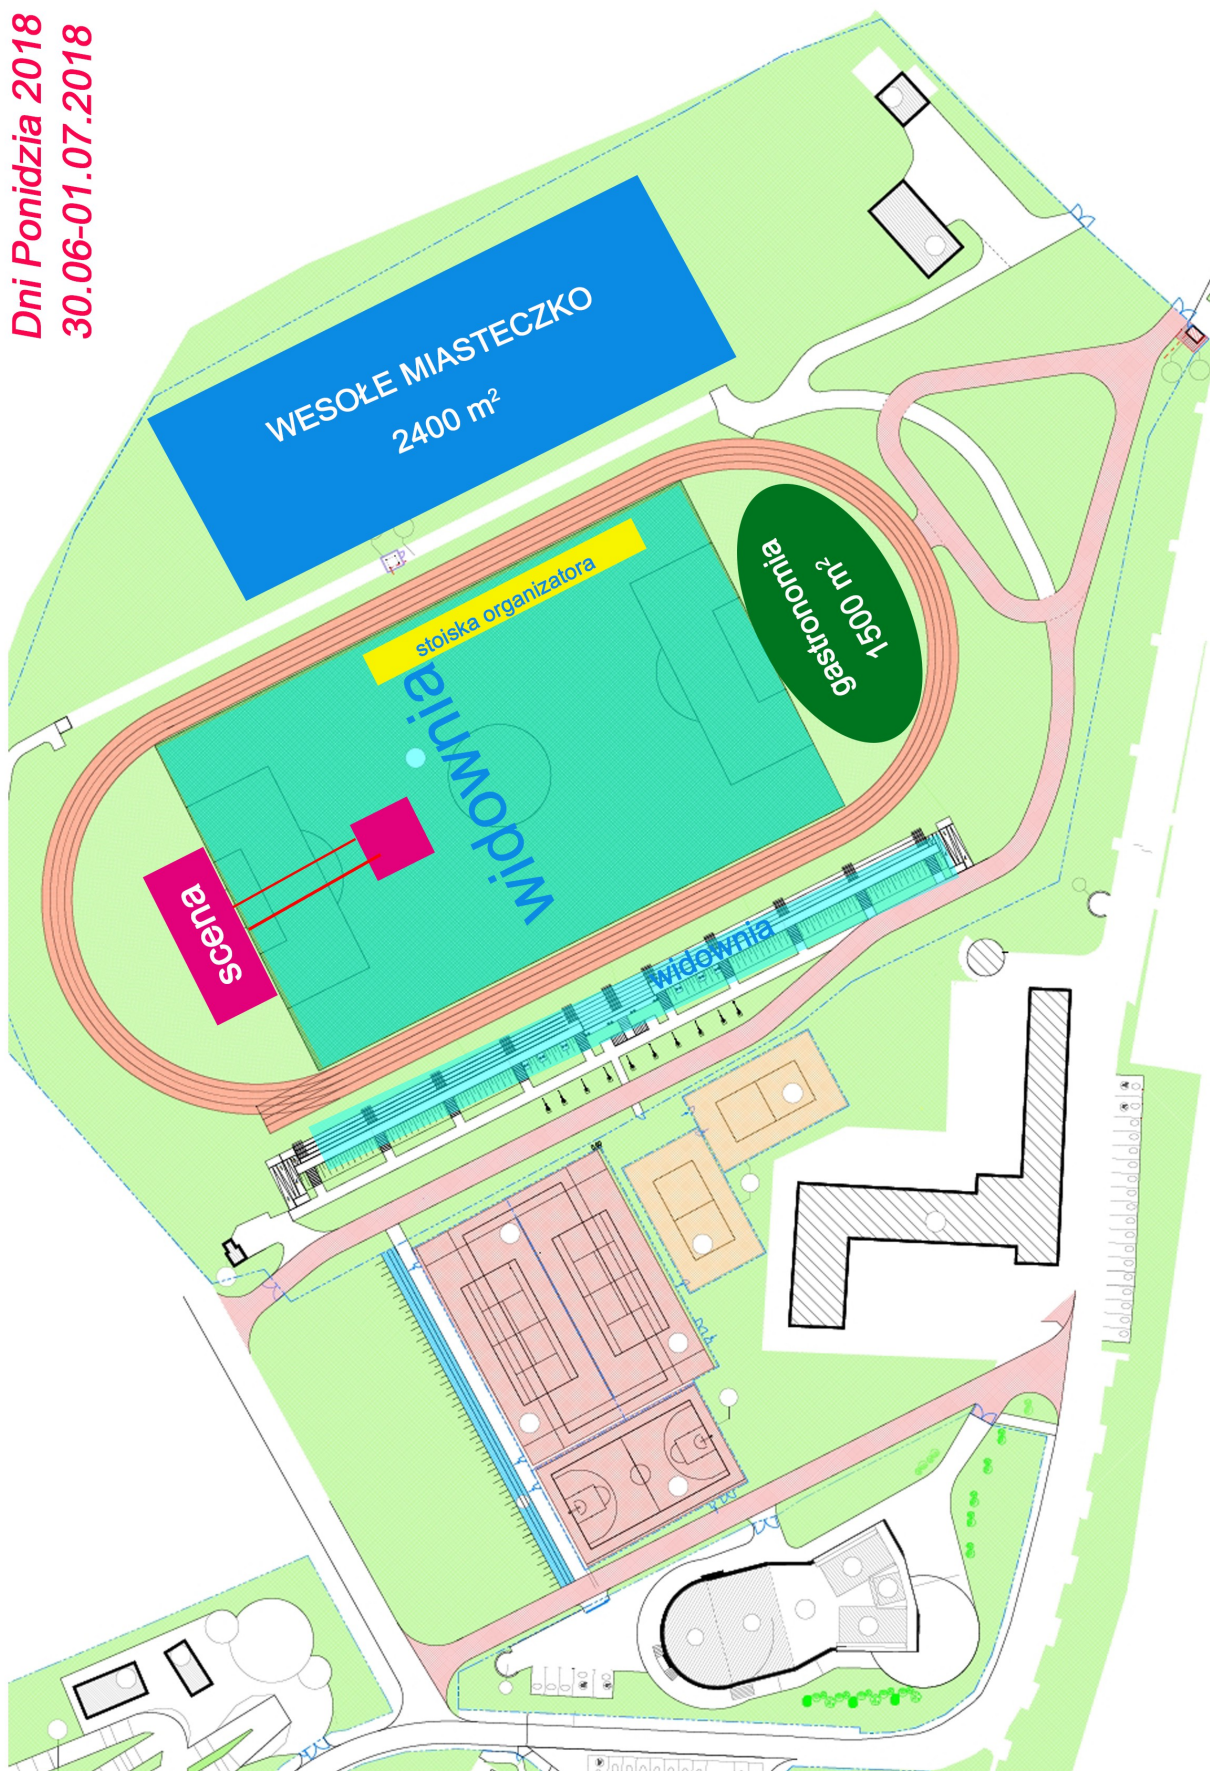 Dni Ponidzia 2018
30.06-01.07.2018
WESOŁE MIASTECZKO
2400 m²
stoiska organizatora
gastronomia
1500 m²
widownia
scena
widownia